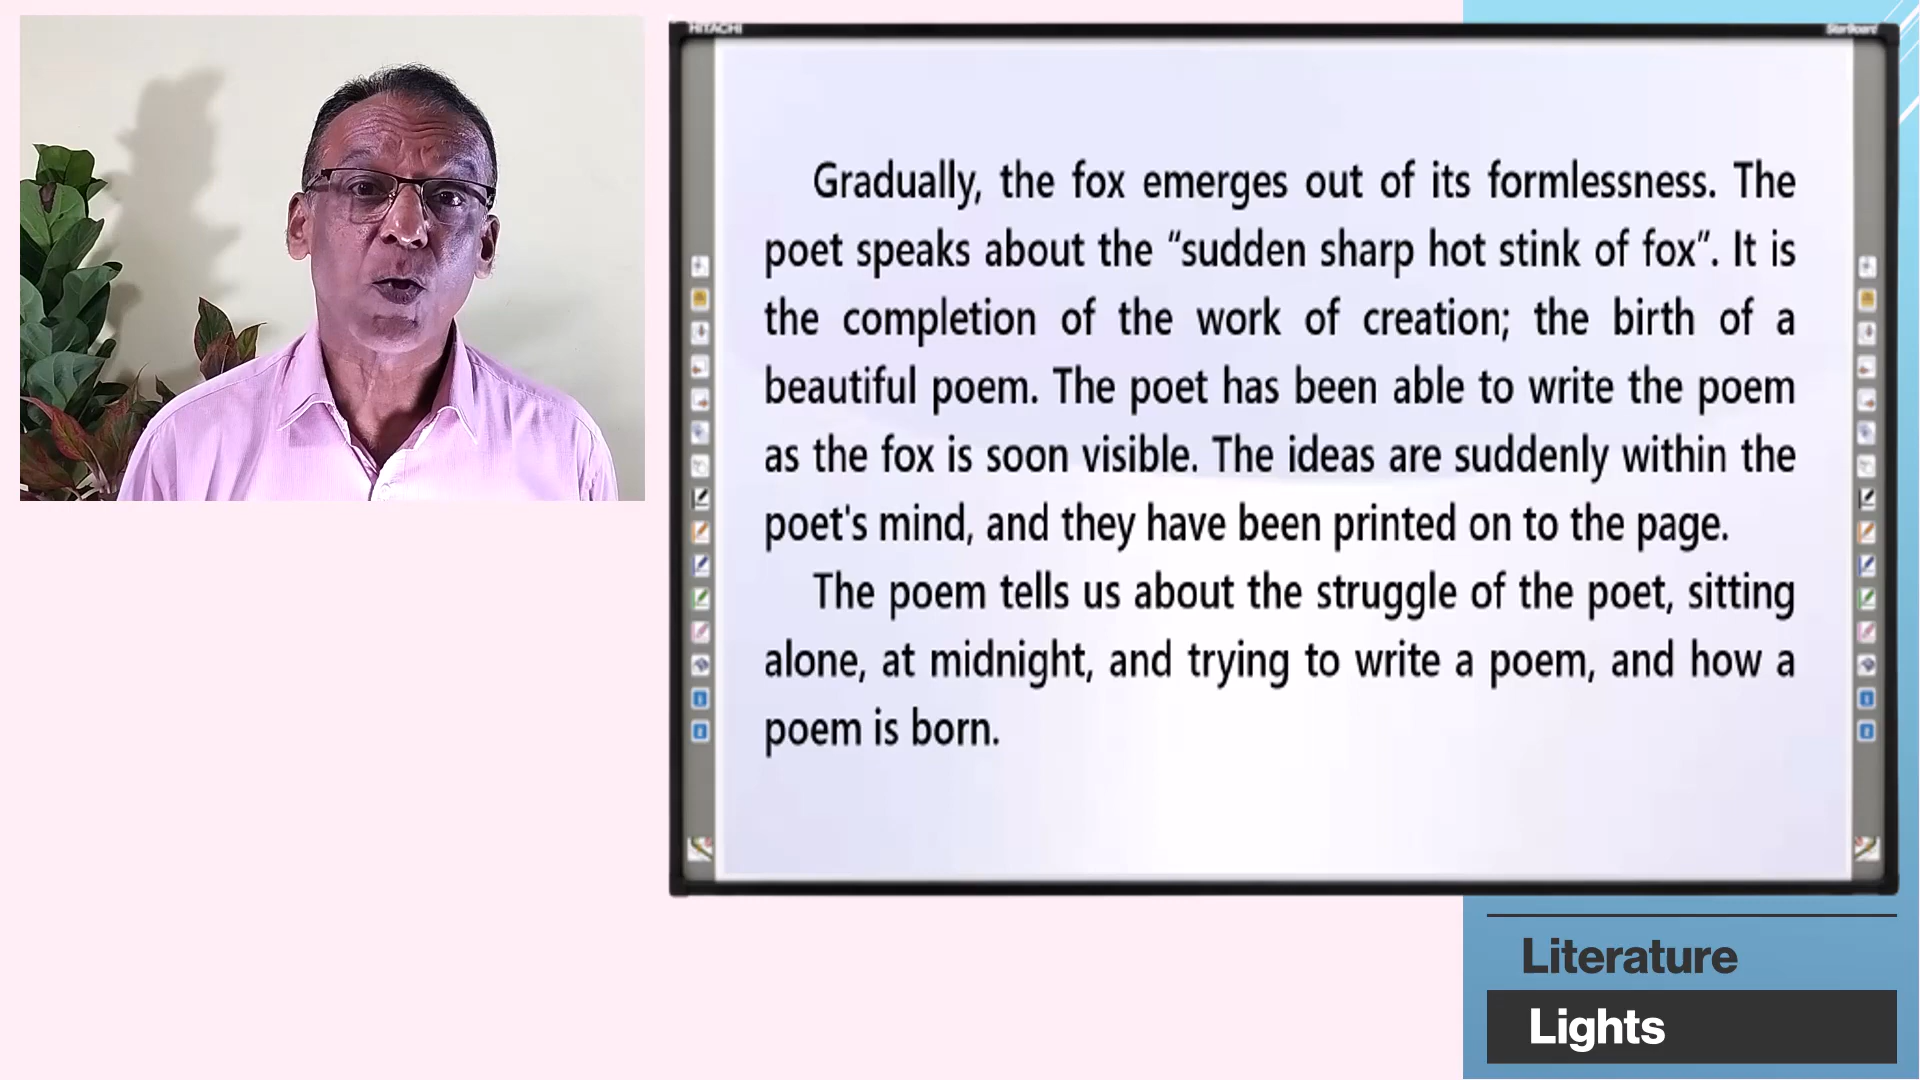 HITACHI
StarBoard
Gradually, the fox emerges out of its formlessness. The
poet speaks about the “sudden sharp hot stink of fox”. It is
the completion of the work of creation; the birth of a
beautiful poem. The poet has been able to write the poem
as the fox is soon visible. The ideas are suddenly within the
poet's mind, and they have been printed on to the page.
The poem tells us about the struggle of the poet, sitting
alone, at midnight, and trying to write a poem, and how a
poem is born.
Literature
Lights